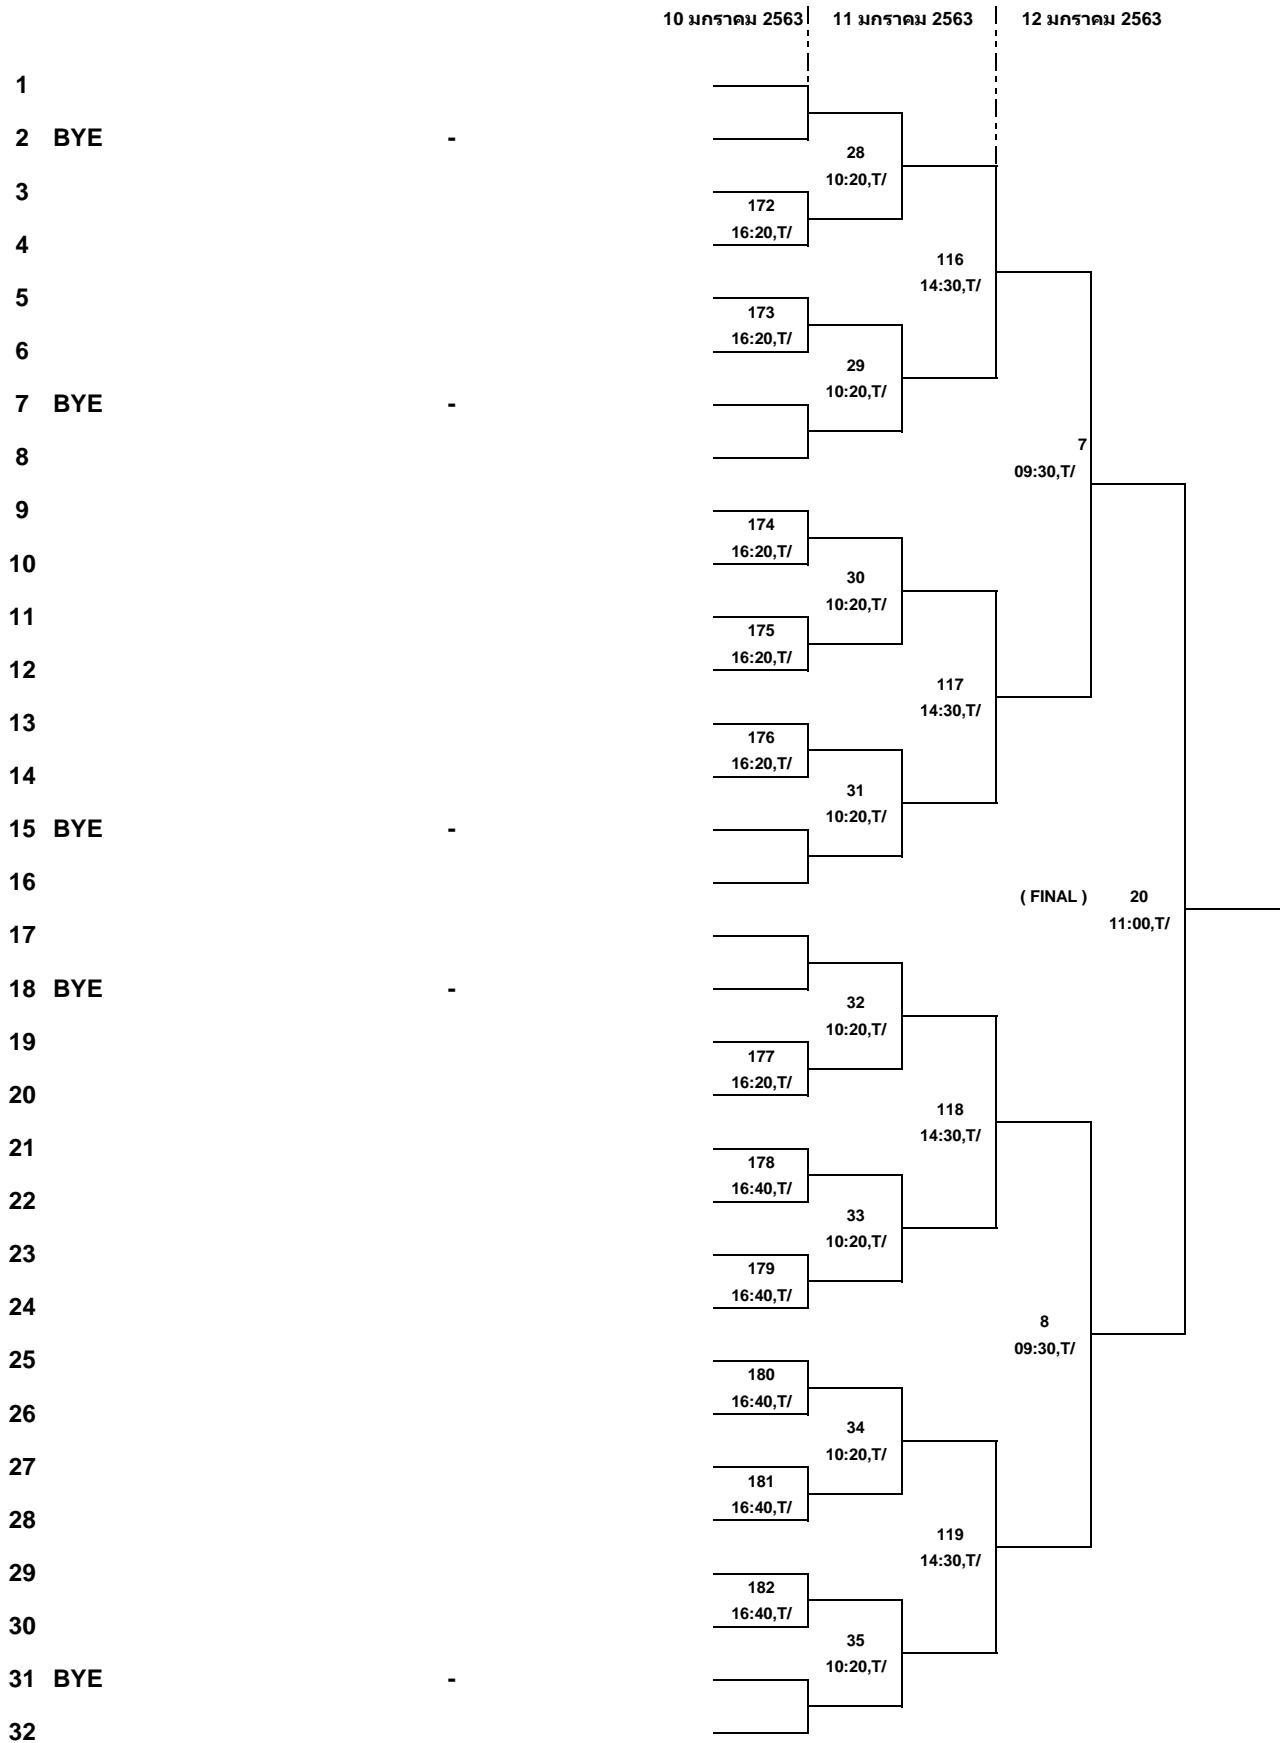 10 มกราคม 2563 11 มกราคม 2563 12 มกราคม 2563
1
2 BYE -
28
10:20,T/
3
172
16:20,T/
4
116
14:30,T/
5
173
16:20,T/
6
29
10:20,T/
7 BYE -
8
7
09:30,T/
9
174
16:20,T/
10
30
10:20,T/
11
175
16:20,T/
12
117
14:30,T/
13
176
16:20,T/
14
31
10:20,T/
15 BYE -
16
( FINAL ) 20
11:00,T/
17
18 BYE -
32
10:20,T/
19
177
16:20,T/
20
118
14:30,T/
21
178
16:40,T/
22
33
10:20,T/
23
179
16:40,T/
24
8
09:30,T/
25
180
16:40,T/
26
34
10:20,T/
27
181
16:40,T/
28
119
14:30,T/
29
182
16:40,T/
30
35
10:20,T/
31 BYE -
32